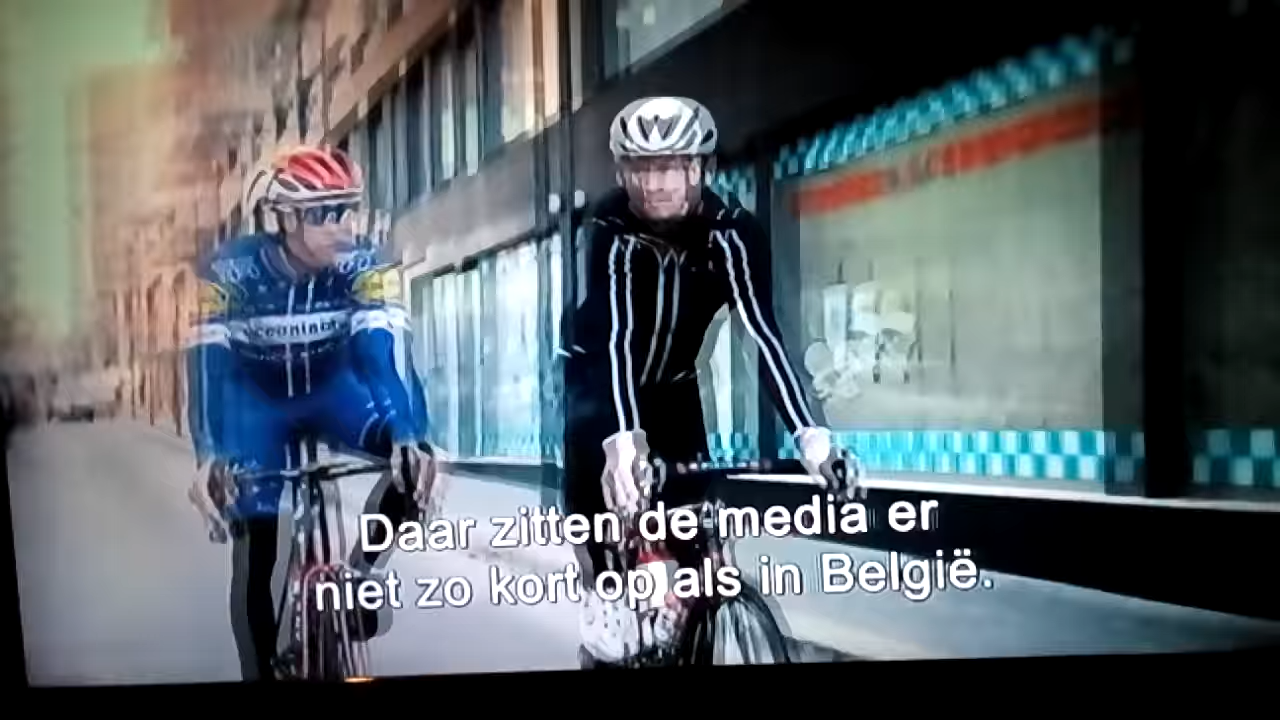 Daar zitten de media er
niet zo kort op als in België.